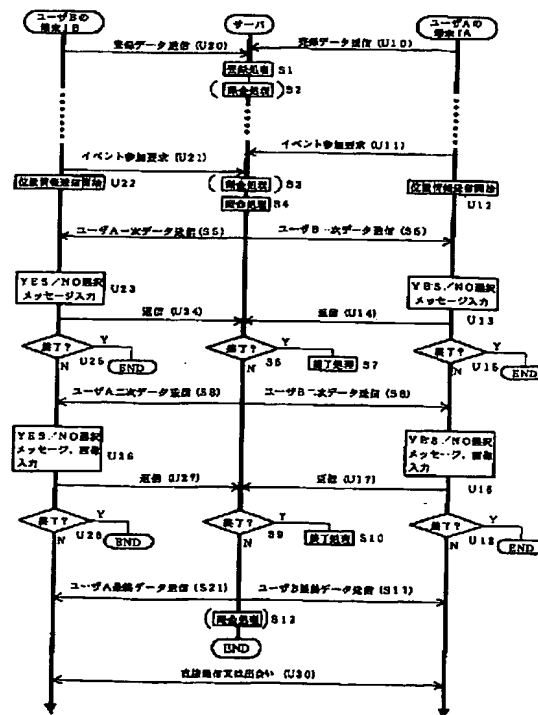 ユーザBの
端末1B
サーバ
ユーザAの
端末1A
登録データ送信(U20)
登録データ送信(U10)
登録処理 S1
(課金処理) S2
イベント参加要求(U11)
イベント参加要求(U21)
位置情報送信開始
U22
(課金処理) S3
S4
位置情報送信開始
U12
ユーザA一次データ送信(S5)
ユーザB一次データ送信(S5)
YES/NO選択
メッセージ入力
U23
YES/NO選択
メッセージ入力
U13
返信(U24)
返信(U14)
終了?
Y
N
U25
END
終了?
Y
N
S6
終了処理
S7
終了?
Y
N
U15
END
ユーザA二次データ送信(S8)
ユーザB二次データ送信(S8)
YES/NO選択
メッセージ、画像
入力
U26
YES/NO選択
メッセージ、画像
入力
U16
返信(U27)
返信(U17)
終了?
Y
N
U28
END
終了?
Y
N
S9
終了処理
S10
終了?
Y
N
U18
END
ユーザA最終データ送信(S21)
ユーザB最終データ送信(S11)
(課金処理) S12
END
直接通信又は出会い(U30)